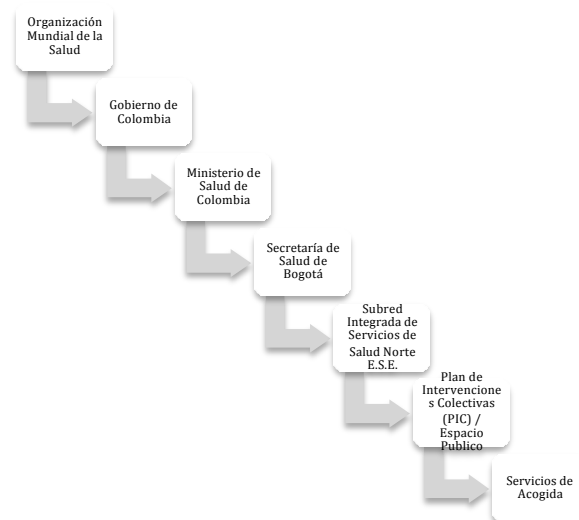 Organización
Mundial de la
Salud
Gobierno de
Colombia
Ministerio de
Salud de
Colombia
Secretaría de
Salud de
Bogotá
Subred
Integrada de
Servicios de
Salud Norte
E.S.E.
Plan de
Intervencione
s Colectivas
(PIC) /
Espacio
Publico
Servicios de
Acogida